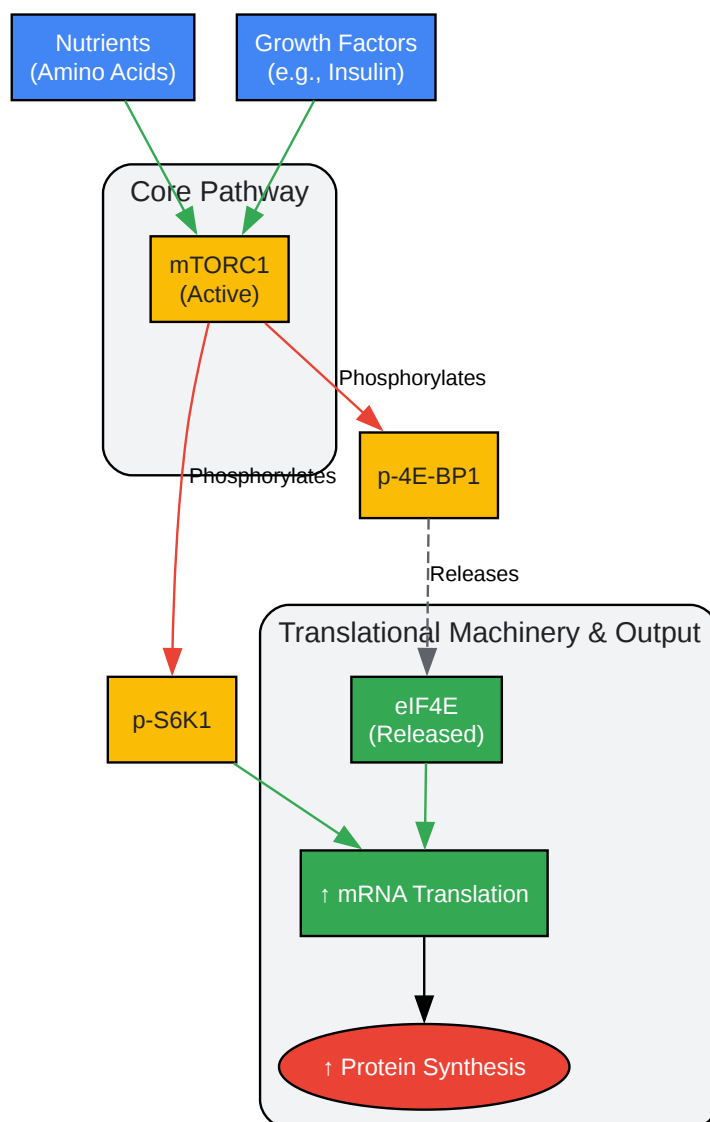 Nutrients
(Amino Acids)
Growth Factors
(e.g., Insulin)
Core Pathway
mTORC1
(Active)
Phosphorylates
Phosphorylates
p-4E-BP1
Releases
Translational Machinery & Output
p-S6K1
eIF4E
(Released)
↑ mRNA Translation
↑ Protein Synthesis